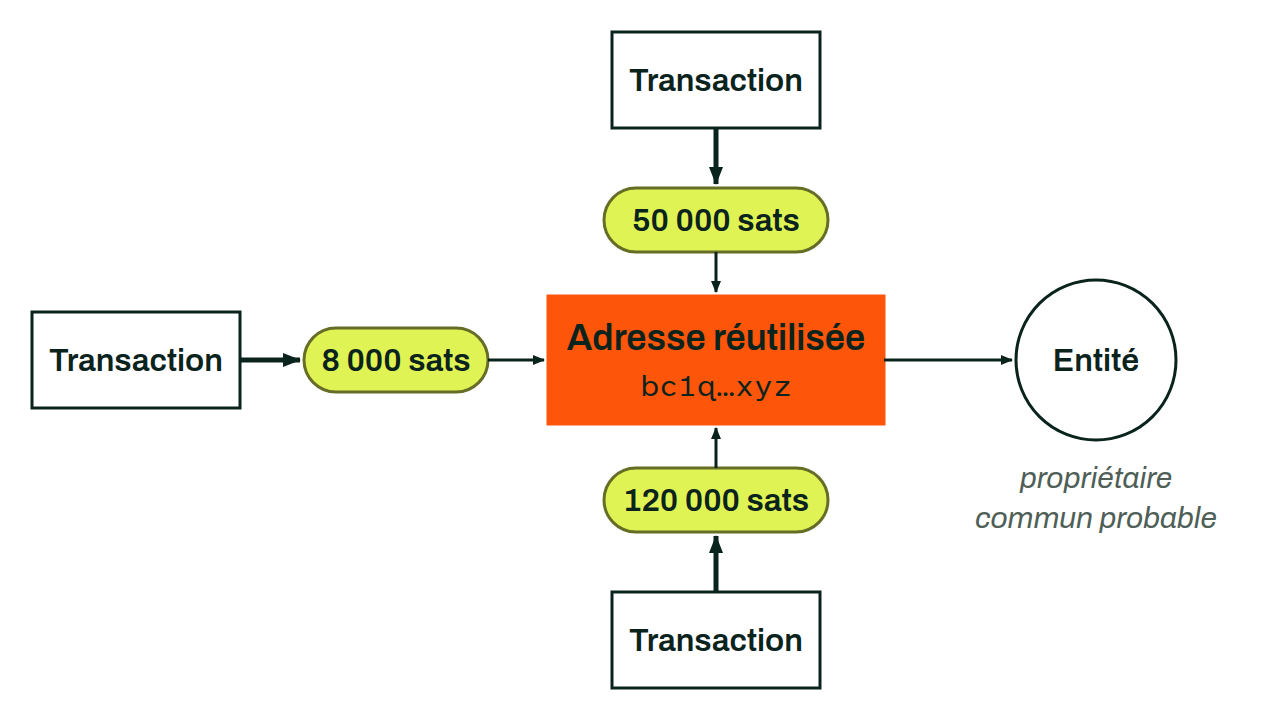 Transaction
50 000 sats
Transaction
8 000 sats
Adresse réutilisée
bc1q…xyz
Entité
propriétaire
commun probable
120 000 sats
Transaction